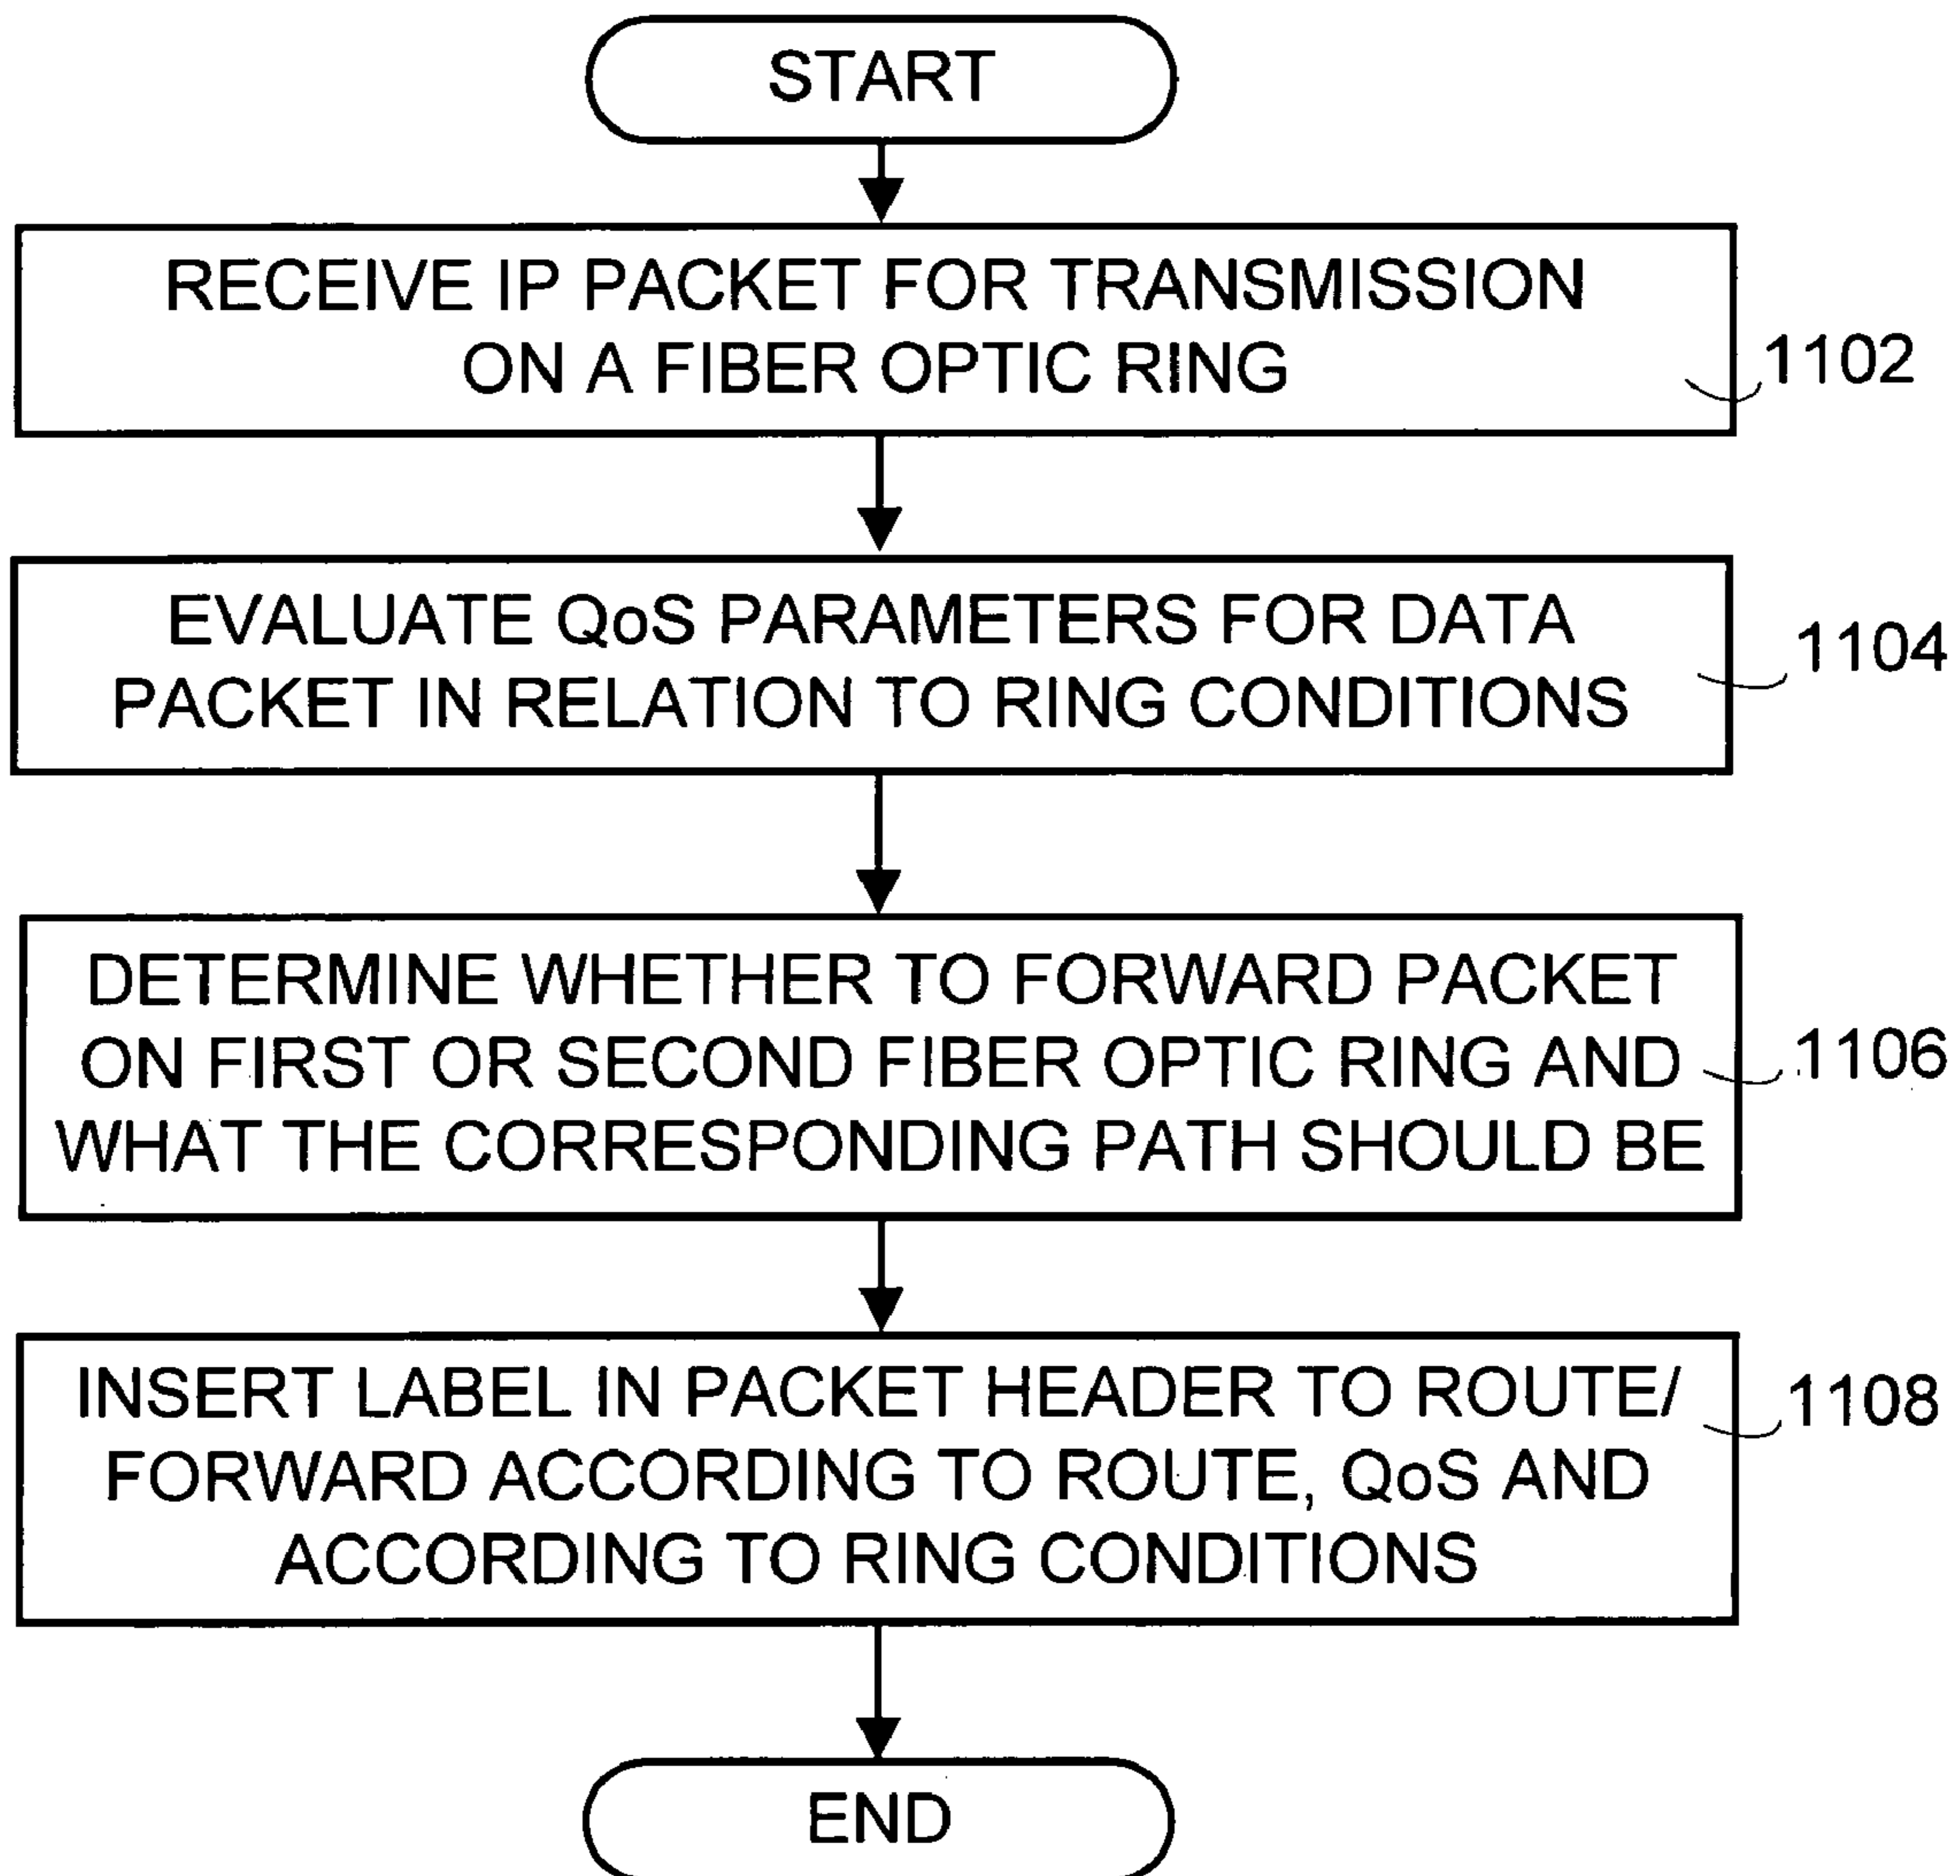 START
RECEIVE IP PACKET FOR TRANSMISSION
ON A FIBER OPTIC RING
1102
EVALUATE QoS PARAMETERS FOR DATA
PACKET IN RELATION TO RING CONDITIONS
1104
DETERMINE WHETHER TO FORWARD PACKET
ON FIRST OR SECOND FIBER OPTIC RING AND
WHAT THE CORRESPONDING PATH SHOULD BE
1106
INSERT LABEL IN PACKET HEADER TO ROUTE/
FORWARD ACCORDING TO ROUTE, QoS AND
ACCORDING TO RING CONDITIONS
1108
END